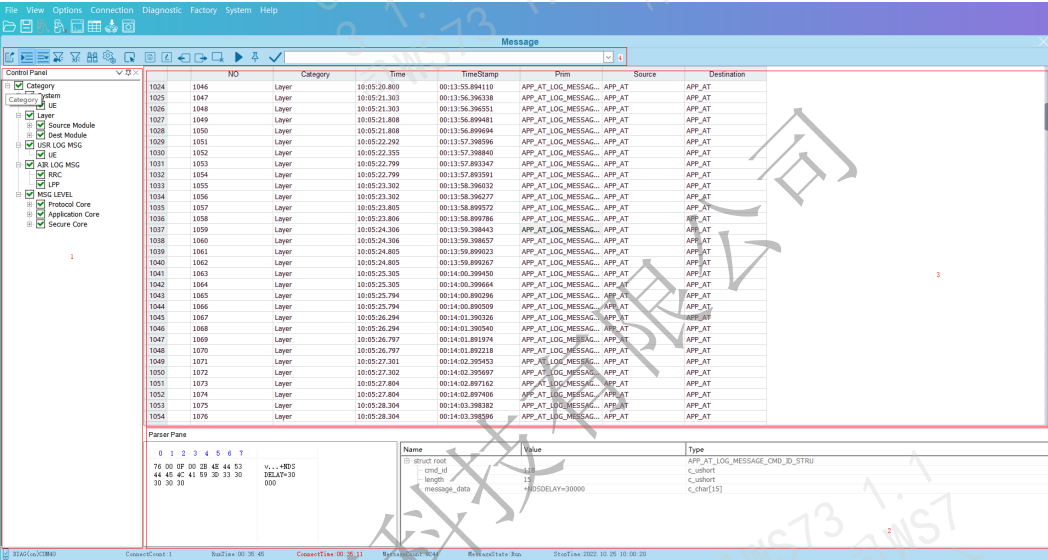 File View Options Connection Diagnostic Factory System Help
Message
4
Control Panel
Category
System
Category
UE
Layer
Source Module
Dest Module
USR LOG MSG
UE
AIR LOG MSG
RRC
LPP
MSG LEVEL
Protocol Core
Application Core
Secure Core
1
NO Category Time TimeStamp Prim Source Destination
1024 1046 Layer 10:05:20.800 00:13:55.894110 APP_AT_LOG_MESSAG... APP_AT APP_AT
1025 1047 Layer 10:05:21.303 00:13:56.396338 APP_AT_LOG_MESSAG... APP_AT APP_AT
1026 1048 Layer 10:05:21.303 00:13:56.396551 APP_AT_LOG_MESSAG... APP_AT APP_AT
1027 1049 Layer 10:05:21.808 00:13:56.899481 APP_AT_LOG_MESSAG... APP_AT APP_AT
1028 1050 Layer 10:05:21.808 00:13:56.899694 APP_AT_LOG_MESSAG... APP_AT APP_AT
1029 1051 Layer 10:05:22.292 00:13:57.398596 APP_AT_LOG_MESSAG... APP_AT APP_AT
1030 1052 Layer 10:05:22.355 00:13:57.398840 APP_AT_LOG_MESSAG... APP_AT APP_AT
1031 1053 Layer 10:05:22.799 00:13:57.893347 APP_AT_LOG_MESSAG... APP_AT APP_AT
1032 1054 Layer 10:05:22.799 00:13:57.893591 APP_AT_LOG_MESSAG... APP_AT APP_AT
1033 1055 Layer 10:05:23.302 00:13:58.396032 APP_AT_LOG_MESSAG... APP_AT APP_AT
1034 1056 Layer 10:05:23.302 00:13:58.396277 APP_AT_LOG_MESSAG... APP_AT APP_AT
1035 1057 Layer 10:05:23.805 00:13:58.899572 APP_AT_LOG_MESSAG... APP_AT APP_AT
1036 1058 Layer 10:05:23.806 00:13:58.899786 APP_AT_LOG_MESSAG... APP_AT APP_AT
1037 1059 Layer 10:05:24.306 00:13:59.398443 APP_AT_LOG_MESSAG... APP_AT APP_AT
1038 1060 Layer 10:05:24.306 00:13:59.398657 APP_AT_LOG_MESSAG... APP_AT APP_AT
1039 1061 Layer 10:05:24.805 00:13:59.899023 APP_AT_LOG_MESSAG... APP_AT APP_AT
1040 1062 Layer 10:05:24.805 00:13:59.899267 APP_AT_LOG_MESSAG... APP_AT APP_AT
1041 1063 Layer 10:05:25.305 00:14:00.399450 APP_AT_LOG_MESSAG... APP_AT APP_AT
1042 1064 Layer 10:05:25.305 00:14:00.399664 APP_AT_LOG_MESSAG... APP_AT APP_AT
1043 1065 Layer 10:05:25.794 00:14:00.890296 APP_AT_LOG_MESSAG... APP_AT APP_AT
1044 1066 Layer 10:05:25.794 00:14:00.890509 APP_AT_LOG_MESSAG... APP_AT APP_AT
1045 1067 Layer 10:05:26.294 00:14:01.390326 APP_AT_LOG_MESSAG... APP_AT APP_AT
1046 1068 Layer 10:05:26.294 00:14:01.390540 APP_AT_LOG_MESSAG... APP_AT APP_AT
1047 1069 Layer 10:05:26.797 00:14:01.891974 APP_AT_LOG_MESSAG... APP_AT APP_AT
1048 1070 Layer 10:05:26.797 00:14:01.892218 APP_AT_LOG_MESSAG... APP_AT APP_AT
1049 1071 Layer 10:05:27.301 00:14:02.395453 APP_AT_LOG_MESSAG... APP_AT APP_AT
1050 1072 Layer 10:05:27.302 00:14:02.395697 APP_AT_LOG_MESSAG... APP_AT APP_AT
1051 1073 Layer 10:05:27.804 00:14:02.897162 APP_AT_LOG_MESSAG... APP_AT APP_AT
1052 1074 Layer 10:05:27.804 00:14:02.897406 APP_AT_LOG_MESSAG... APP_AT APP_AT
1053 1075 Layer 10:05:28.304 00:14:03.398382 APP_AT_LOG_MESSAG... APP_AT APP_AT
1054 1076 Layer 10:05:28.304 00:14:03.398596 APP_AT_LOG_MESSAG... APP_AT APP_AT
3
Parser Pane
0 1 2 3 4 5 6 7
76 00 0F 00 2B 4E 44 53 v...+NDS
44 45 4C 41 59 3D 33 30 DELAY=30
30 30 30 000
Name Value Type
struct root APP_AT_LOG_MESSAGE_CMD_ID_STRU
cmd_id 118 c_ushort
length 15 c_ushort
message_data +NDSDELAY=30000 c_char[15]
2
DIAG(on)COM40 ConnectCount:1 RunTime:00:35:45 ConnectTime:00:35:11 MessageState:Run StopTime:2022.10.25 10:00:20
科技有限公司